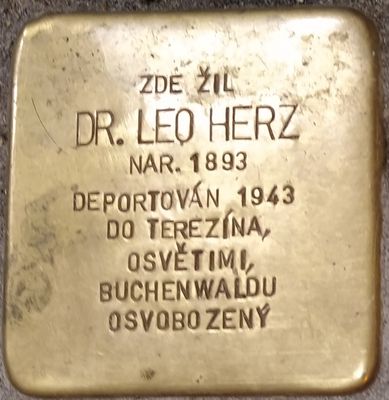 ZDE ŽIL
DR. LEO HERZ
NAR. 1893
DEPORTOVÁN 1943
DO TEREZÍNA,
OSVĚTIMI,
BUCHENWALDU
OSVOBOZENÝ